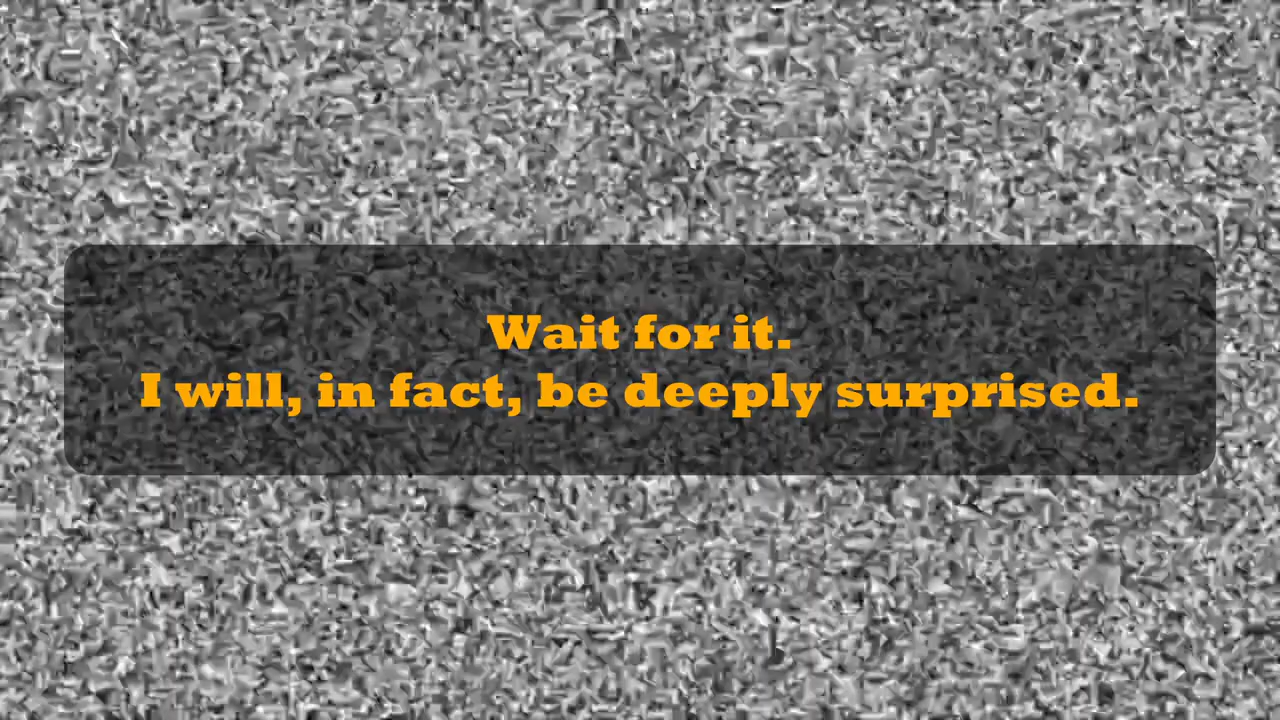 Wait for it.
I will, in fact, be deeply surprised.